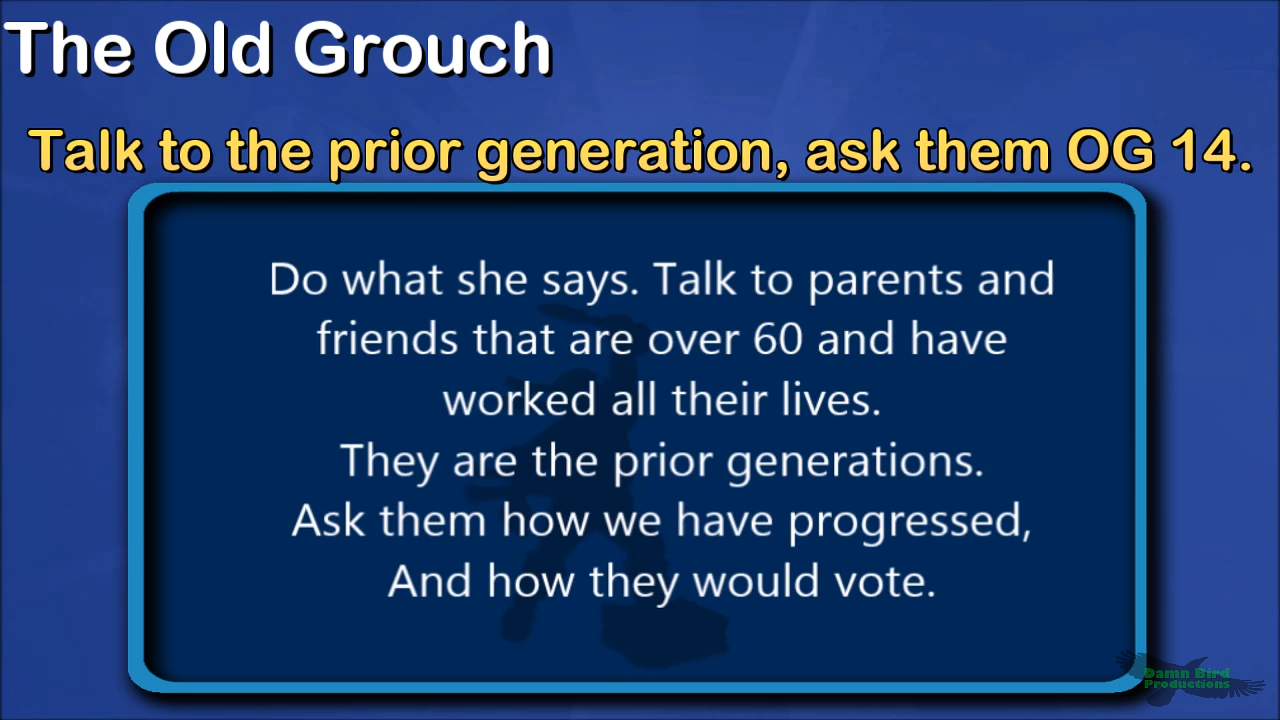 The Old Grouch
Talk to the prior generation, ask them OG 14.
Do what she says. Talk to parents and
friends that are over 60 and have
worked all their lives.
They are the prior generations.
Ask them how we have progressed,
And how they would vote.
Damn Bird
Productions